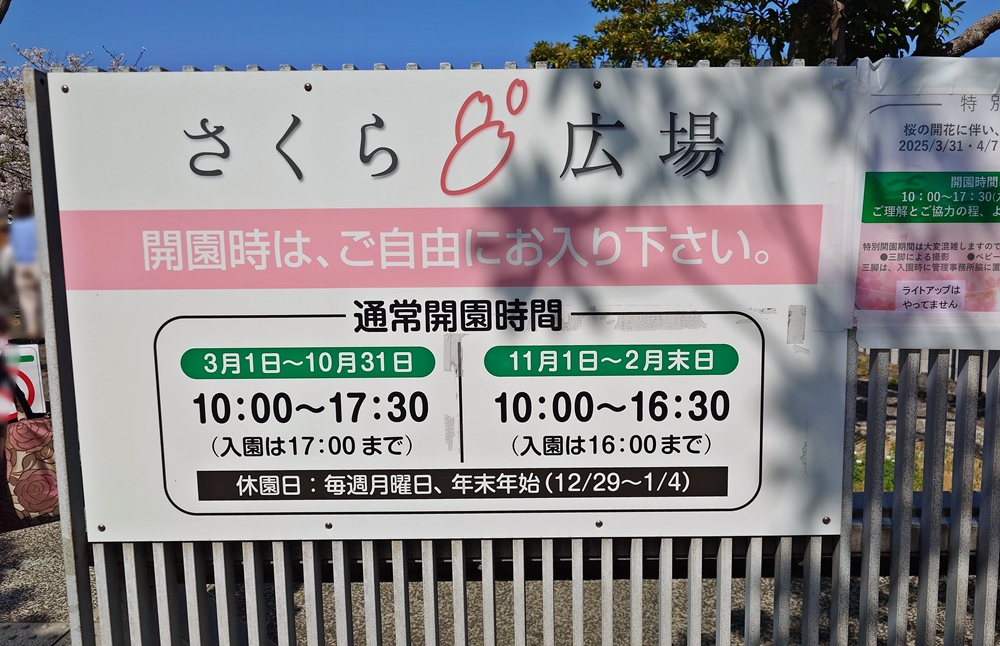 さくら広場
開園時は、ご自由にお入り下さい。
通常開園時間
3月1日～10月31日
10:00～17:30
（入園は17:00まで）
11月1日～2月末日
10:00～16:30
（入園は16:00まで）
休園日：毎週月曜日、年末年始（12/29～1/4）
特別
桜の開花に伴い、
2025/3/31・4/7
開園時間
10：00～17：30(入
ご理解とご協力の程、よ
特別開園期間は大変混雑しますので
●三脚による撮影　●ベビー
三脚は、入園時に管理事務所脇に置
ライトアップは
やってません